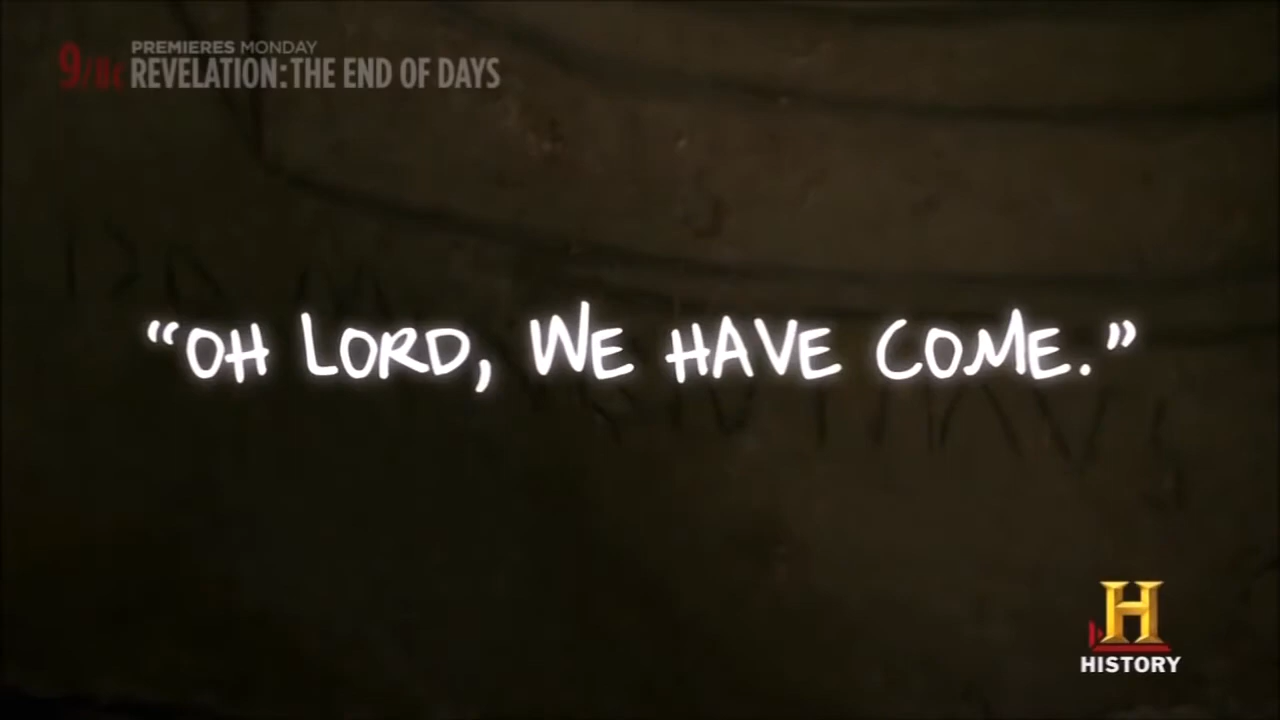 9/8c PREMIERES MONDAY
REVELATION: THE END OF DAYS
“OH LORD, WE HAVE COME.”
H
HISTORY